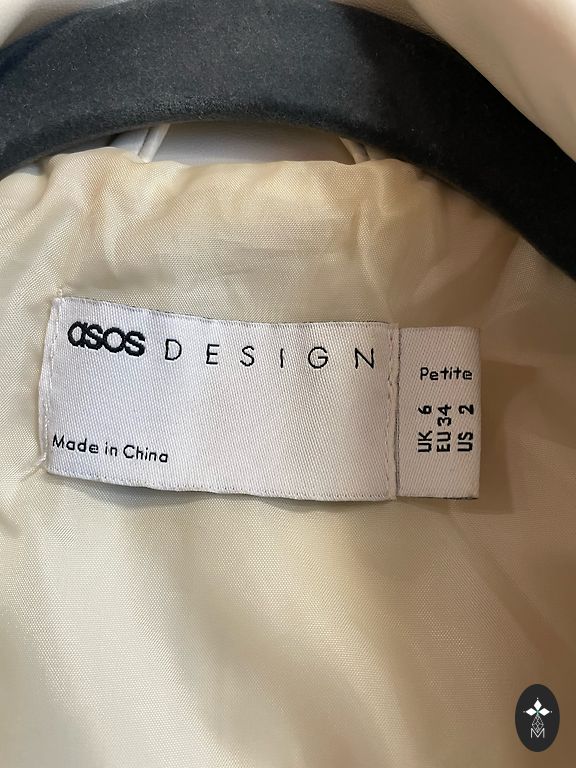 asos DESIGN
Made in China
Petite
UK 6
EU 34
US 2
M